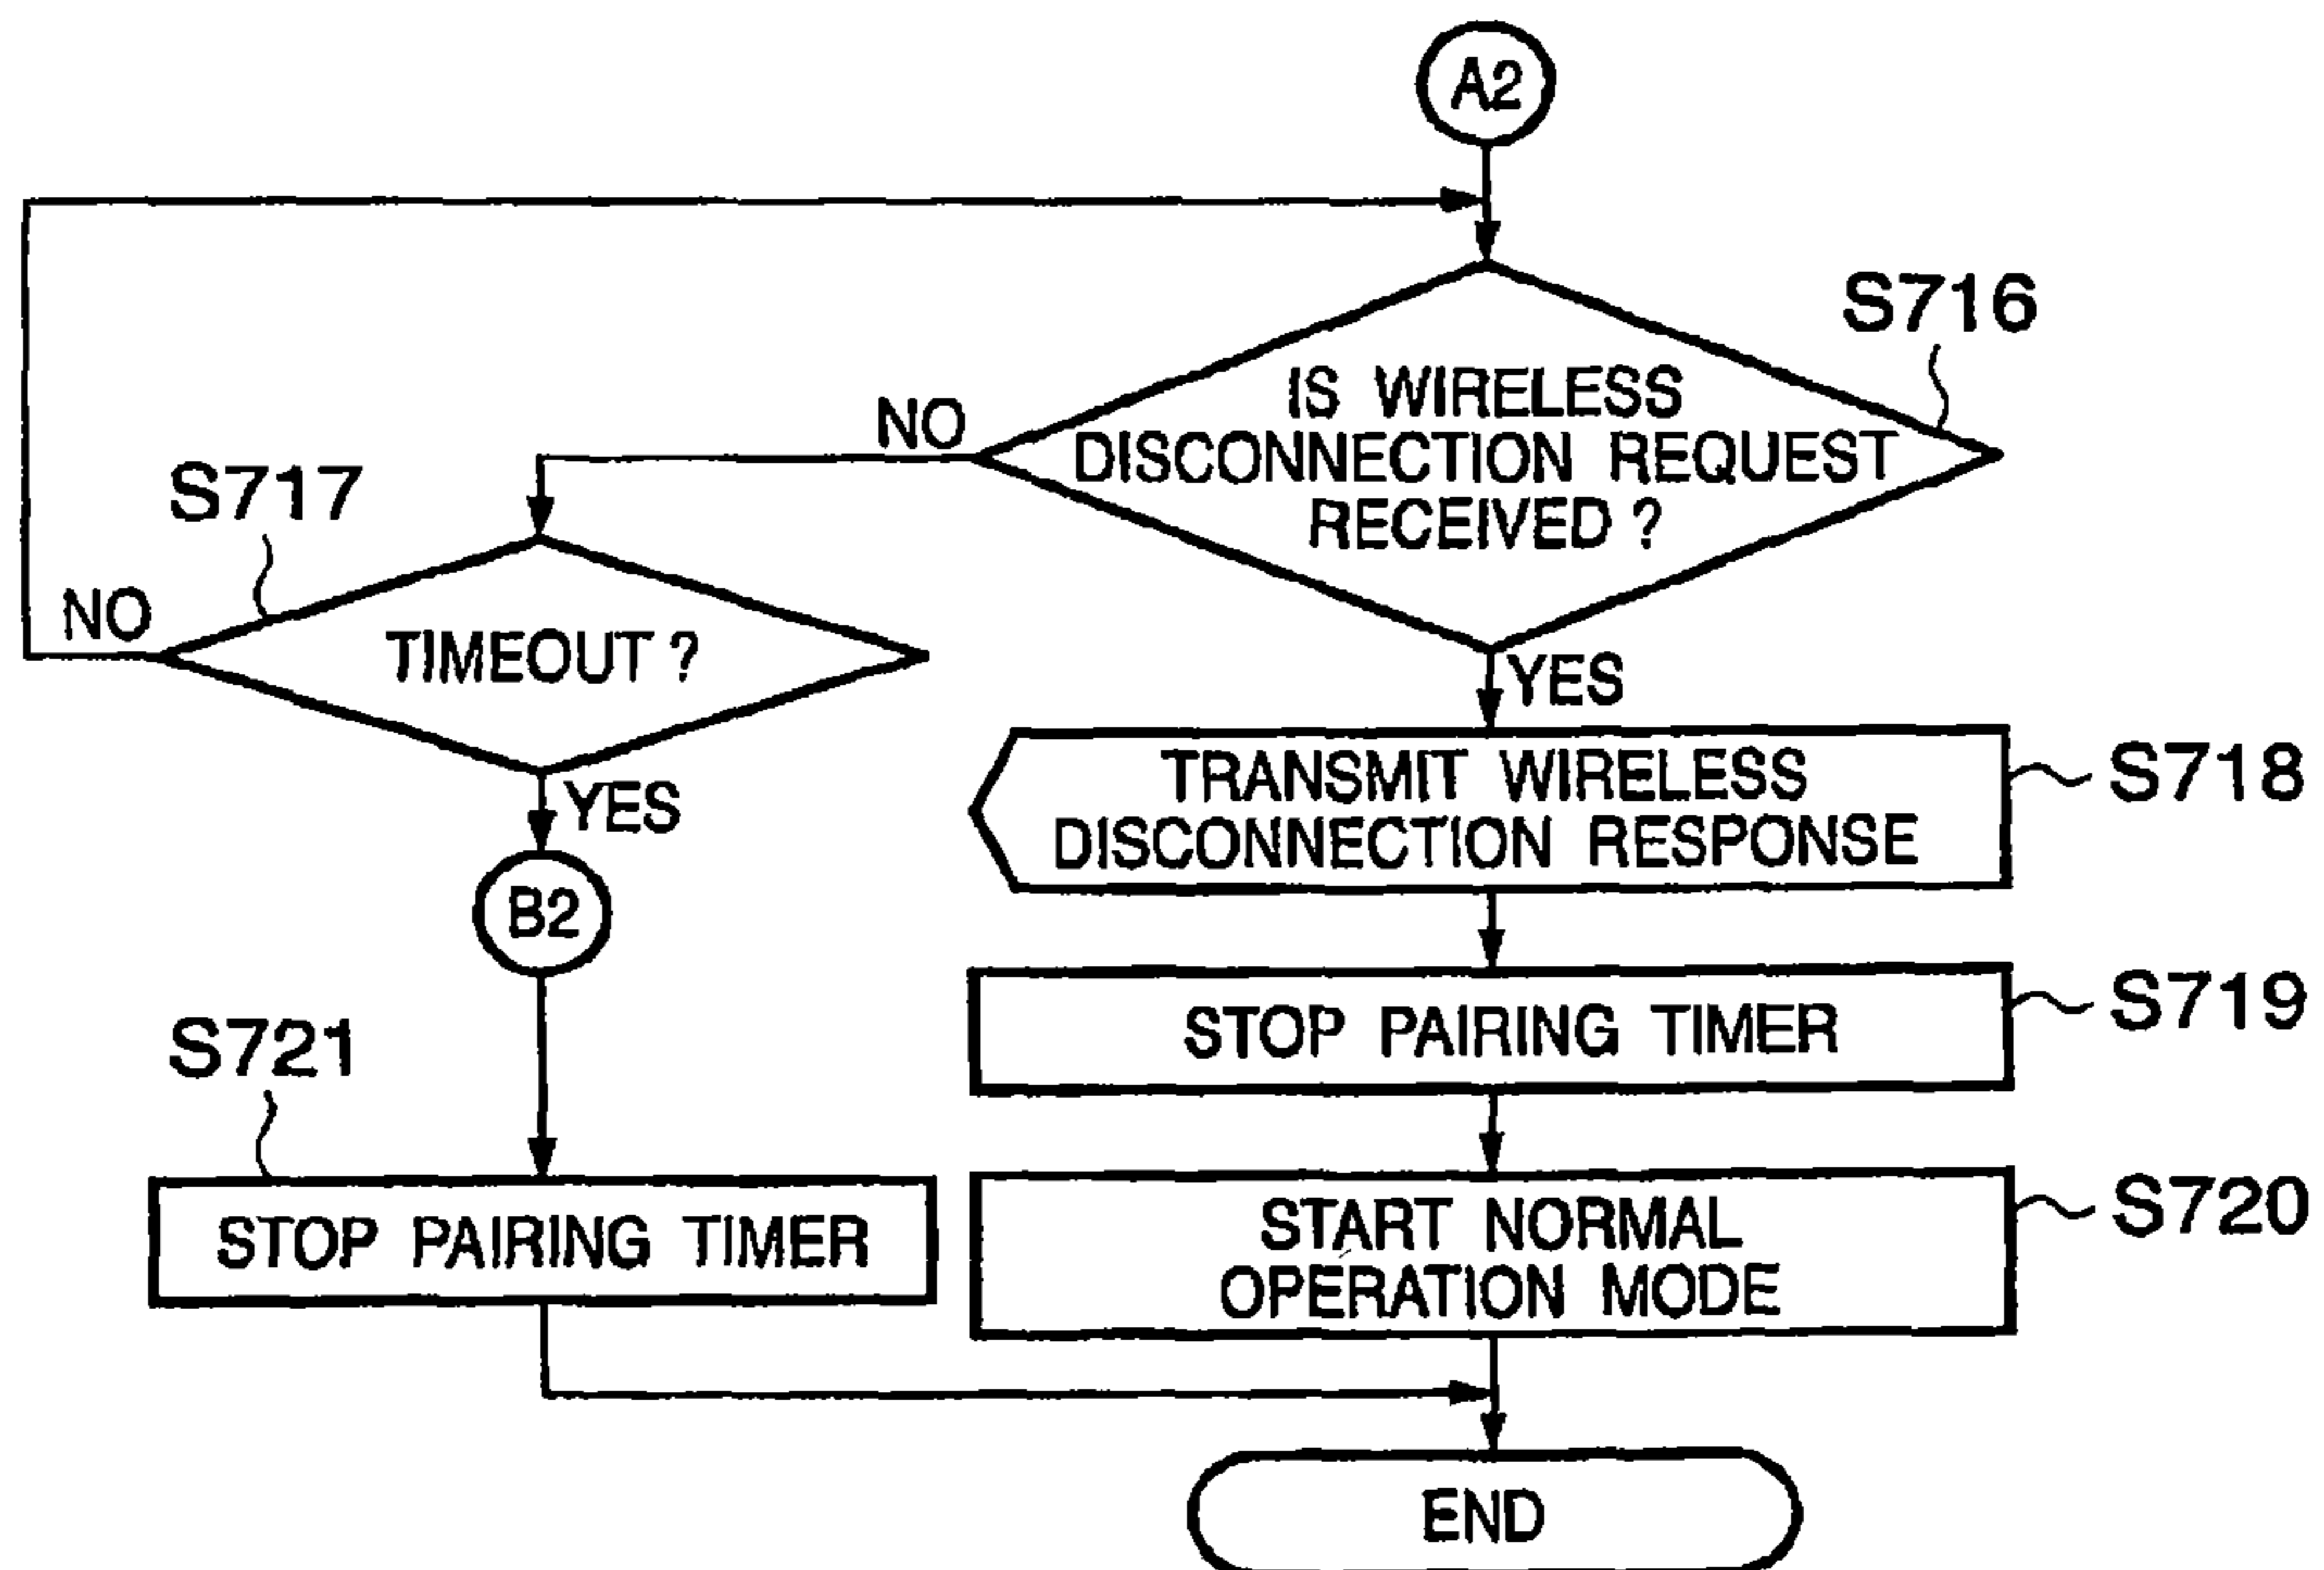 A2
S716
IS WIRELESS
DISCONNECTION REQUEST
RECEIVED ?
NO
S717
NO
TIMEOUT ?
YES
YES
TRANSMIT WIRELESS
DISCONNECTION RESPONSE
S718
B2
STOP PAIRING TIMER
S719
S721
STOP PAIRING TIMER
START NORMAL
OPERATION MODE
S720
END